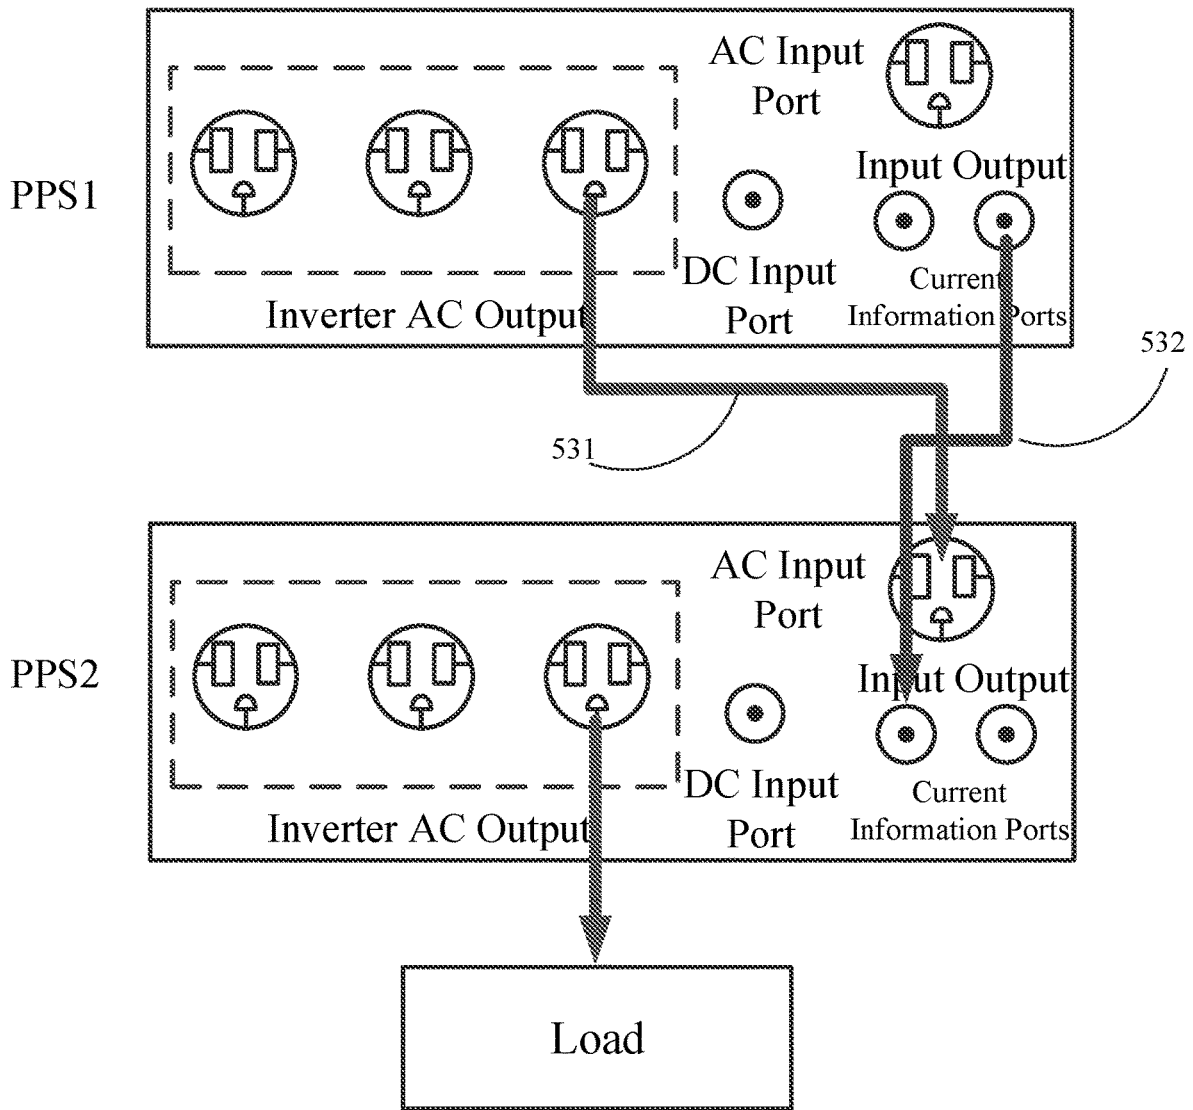 AC Input
Port
Input Output
PPS1
DC Input
Port
Current
Information Ports
Inverter AC Output
532
531
AC Input
Port
Input Output
PPS2
DC Input
Port
Current
Information Ports
Inverter AC Output
Load